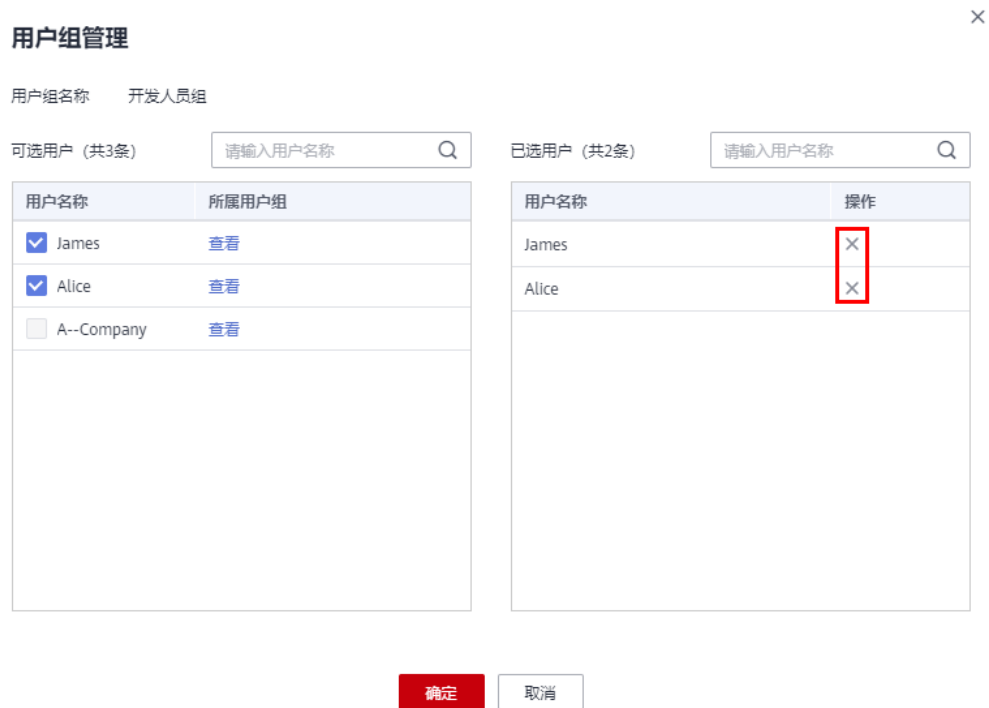 用户组管理
用户组名称 开发人员组
可选用户（共3条） 请输入用户名称 已选用户（共2条） 请输入用户名称
用户名称 所属用户组 用户名称 操作
James 查看 James
Alice 查看 Alice
A--Company 查看
确定 取消